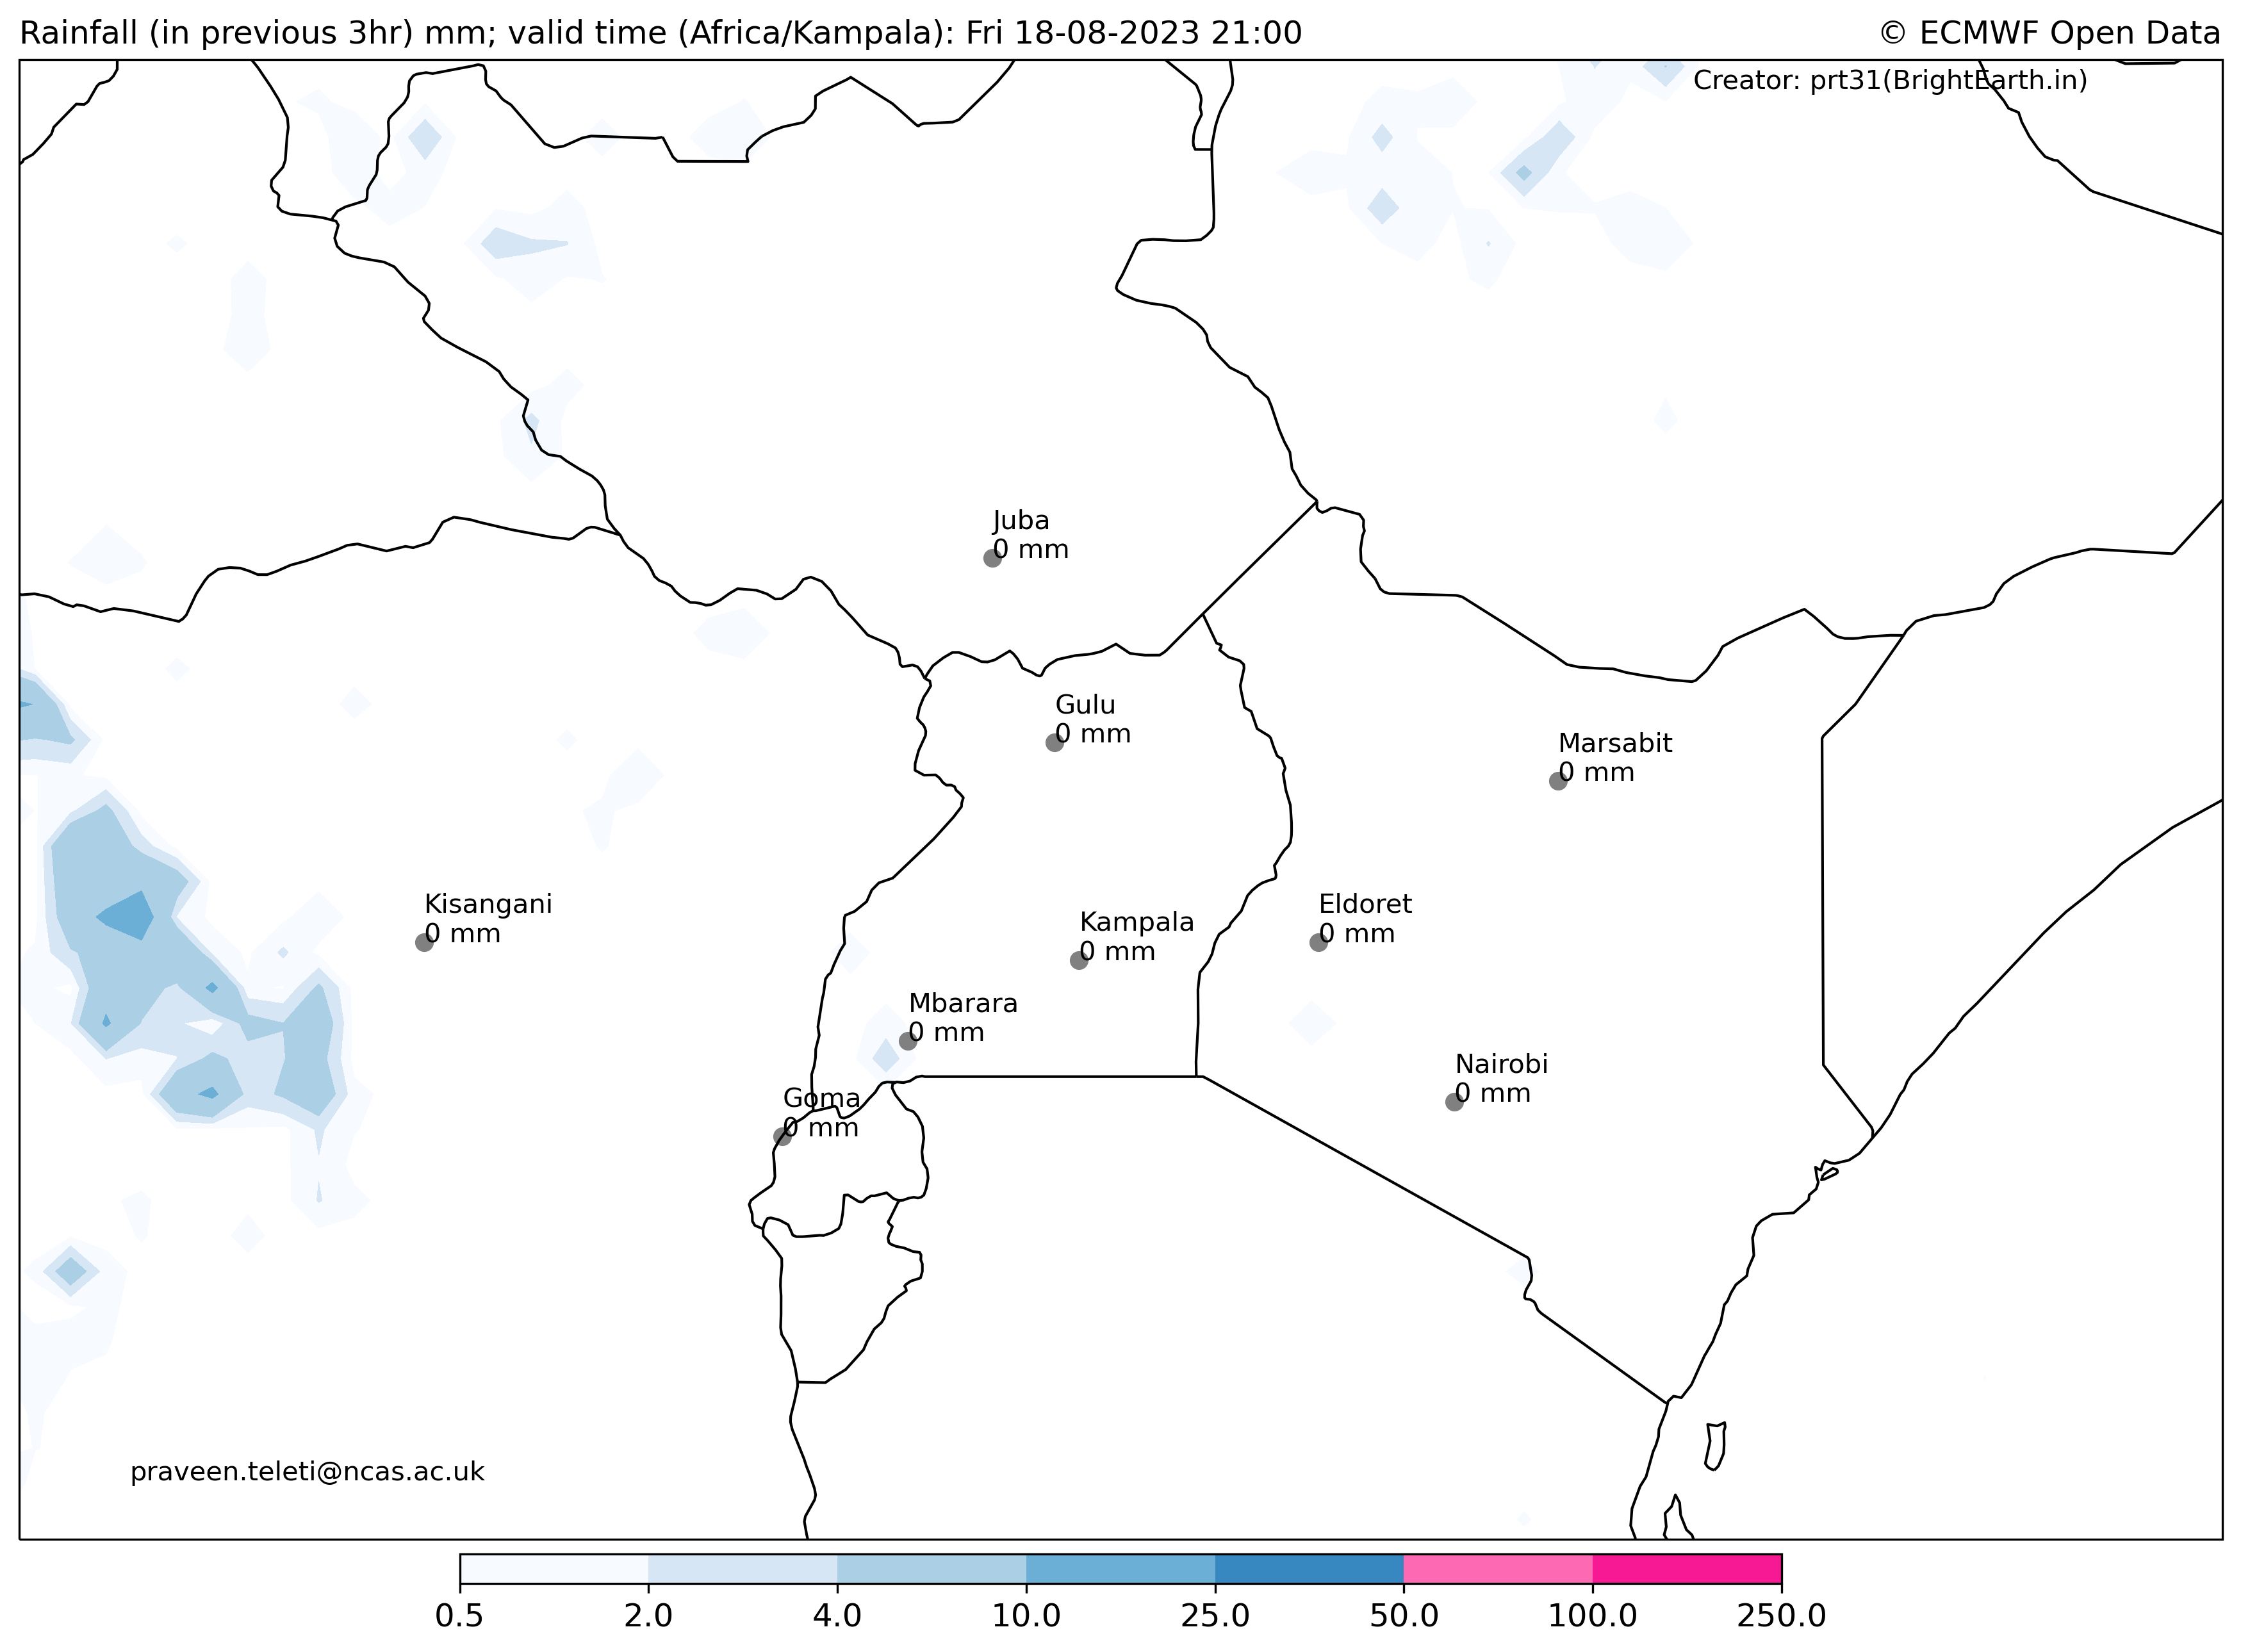 Rainfall (in previous 3hr) mm; valid time (Africa/Kampala): Fri 18-08-2023 21:00
© ECMWF Open Data
Creator: prt31(BrightEarth.in)
Juba
0 mm
Gulu
0 mm
Marsabit
0 mm
Kisangani
0 mm
Kampala
0 mm
Eldoret
0 mm
Mbarara
0 mm
Nairobi
0 mm
Goma
0 mm
praveen.teleti@ncas.ac.uk
0.5 2.0 4.0 10.0 25.0 50.0 100.0 250.0